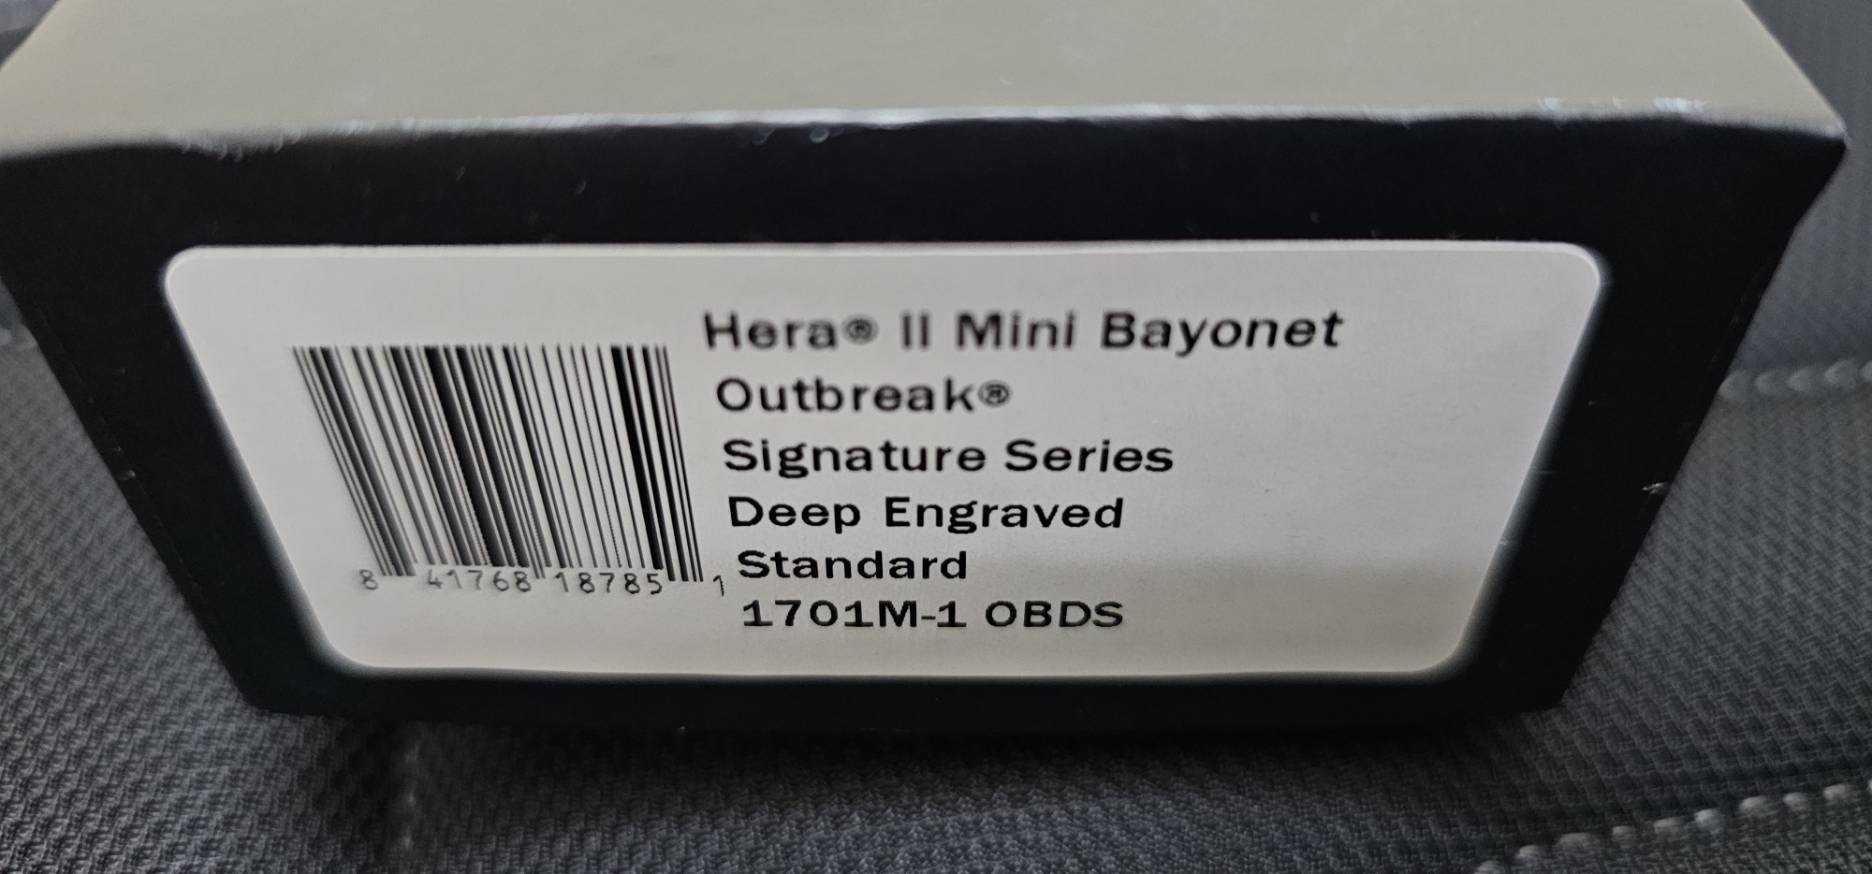 Hera® II Mini Bayonet
Outbreak®
Signature Series
Deep Engraved
Standard
1701M-1 OBDS
8 41768 18785 1